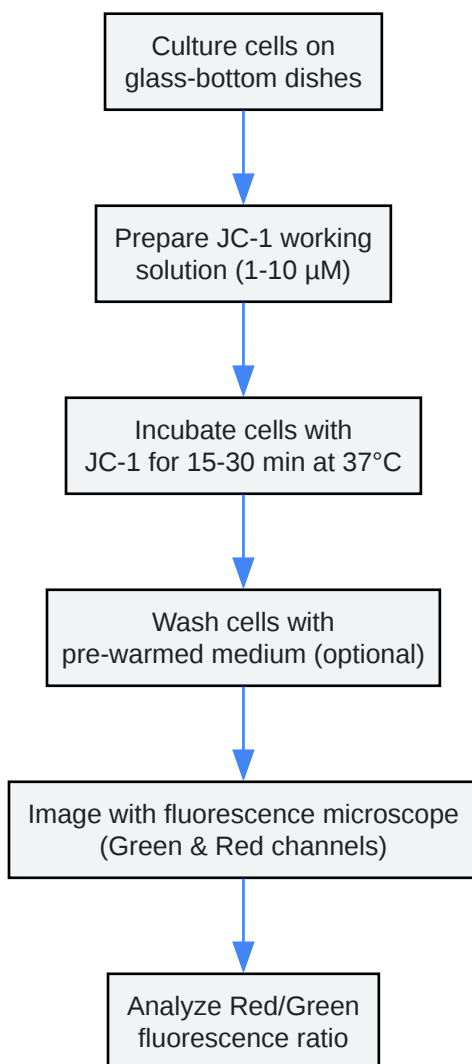 Culture cells on
glass-bottom dishes
Prepare JC-1 working
solution (1-10 µM)
Incubate cells with
JC-1 for 15-30 min at 37°C
Wash cells with
pre-warmed medium (optional)
Image with fluorescence microscope
(Green & Red channels)
Analyze Red/Green
fluorescence ratio